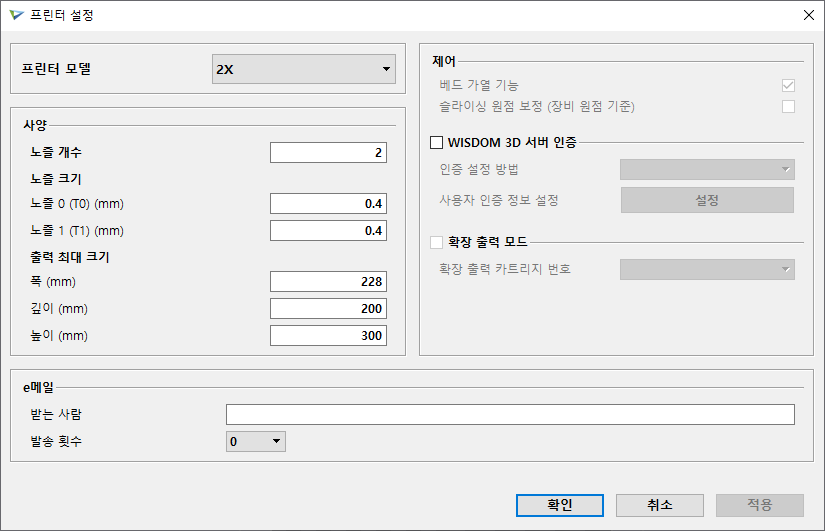 프린터 설정
프린터 모델 2X
사양
노즐 개수 2
노즐 크기
노즐 0 (T0) (mm) 0.4
노즐 1 (T1) (mm) 0.4
출력 최대 크기
폭 (mm) 228
깊이 (mm) 200
높이 (mm) 300
제어
베드 가열 기능
슬라이싱 원점 보정 (장비 원점 기준)
WISDOM 3D 서버 인증
인증 설정 방법
사용자 인증 정보 설정 설정
확장 출력 모드
확장 출력 카트리지 번호
e메일
받는 사람
발송 횟수 0
확인 취소 적용